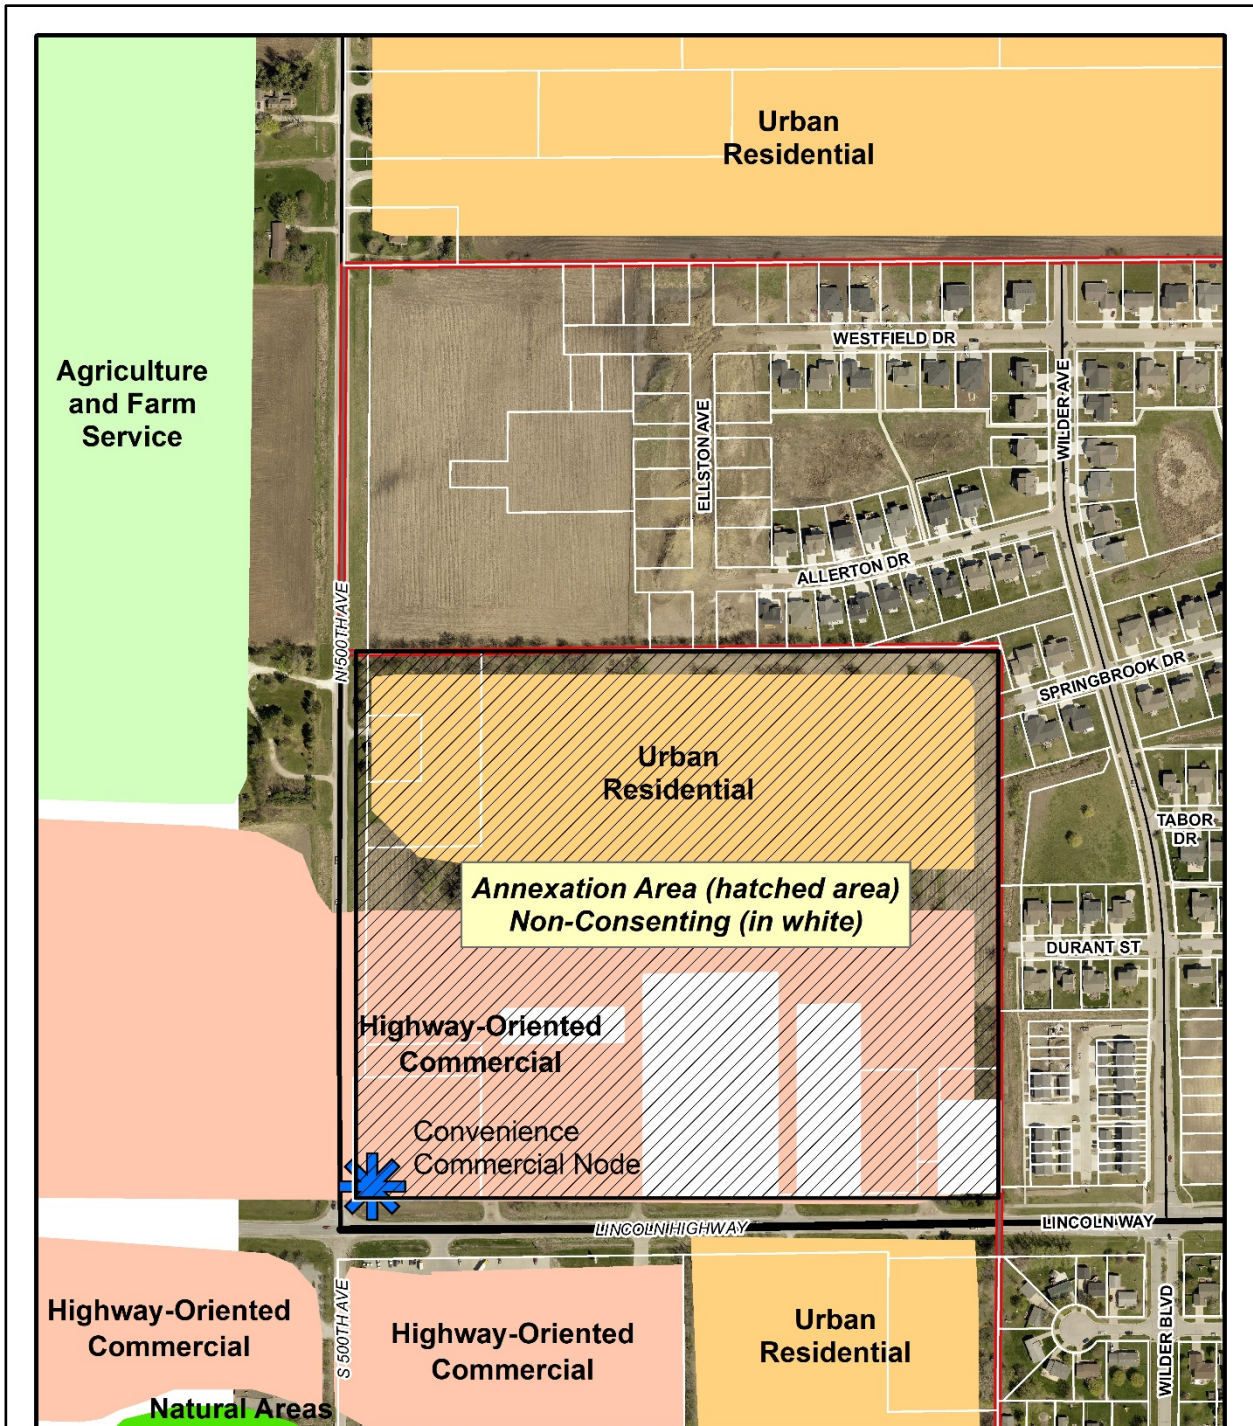 Urban
Residential
WESTFIELD DR
WILDER AVE
Agriculture
and Farm
Service
ELLSTON AVE
ALLERTON DR
N 500TH AVE
SPRINGBROOK DR
Urban
Residential
TABOR
DR
Annexation Area (hatched area)
Non-Consenting (in white)
DURANT ST
Highway-Oriented
Commercial
Convenience
Commercial Node
LINCOLN HIGHWAY
LINCOLN WAY
Highway-Oriented
Commercial
S 500TH AVE
Highway-Oriented
Commercial
Urban
Residential
WILDER BLVD
Natural Areas